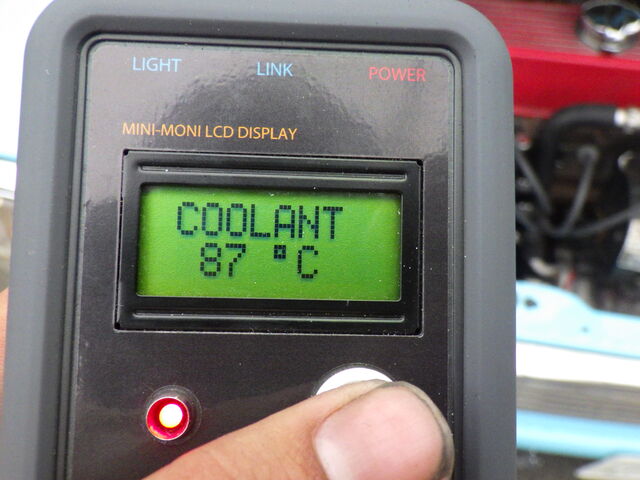 LIGHT LINK POWER
MINI-MONI LCD DISPLAY
COOLANT
87 °C